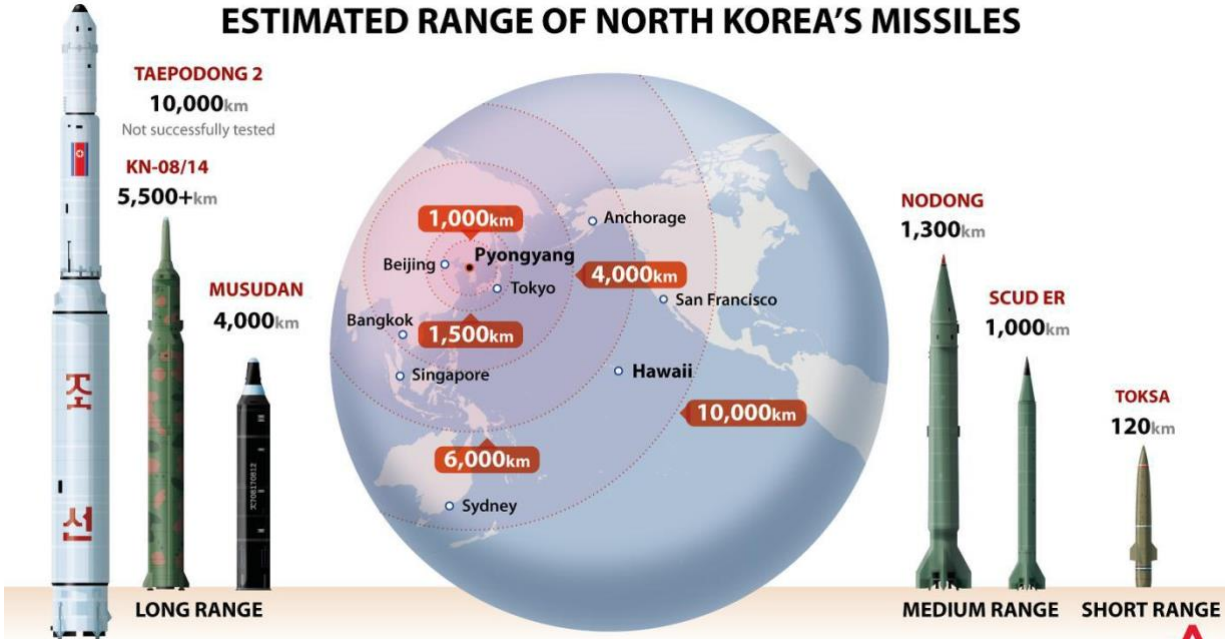 ESTIMATED RANGE OF NORTH KOREA'S MISSILES
TAEPODONG 2
10,000km
Not successfully tested
KN-08/14
5,500+km
MUSUDAN
4,000km
조
선
LONG RANGE
1,000km
Pyongyang
Beijing
Tokyo
Bangkok
1,500km
Singapore
Anchorage
4,000km
San Francisco
Hawaii
10,000km
6,000km
Sydney
NODONG
1,300km
SCUD ER
1,000km
TOKSA
120km
MEDIUM RANGE
SHORT RANGE